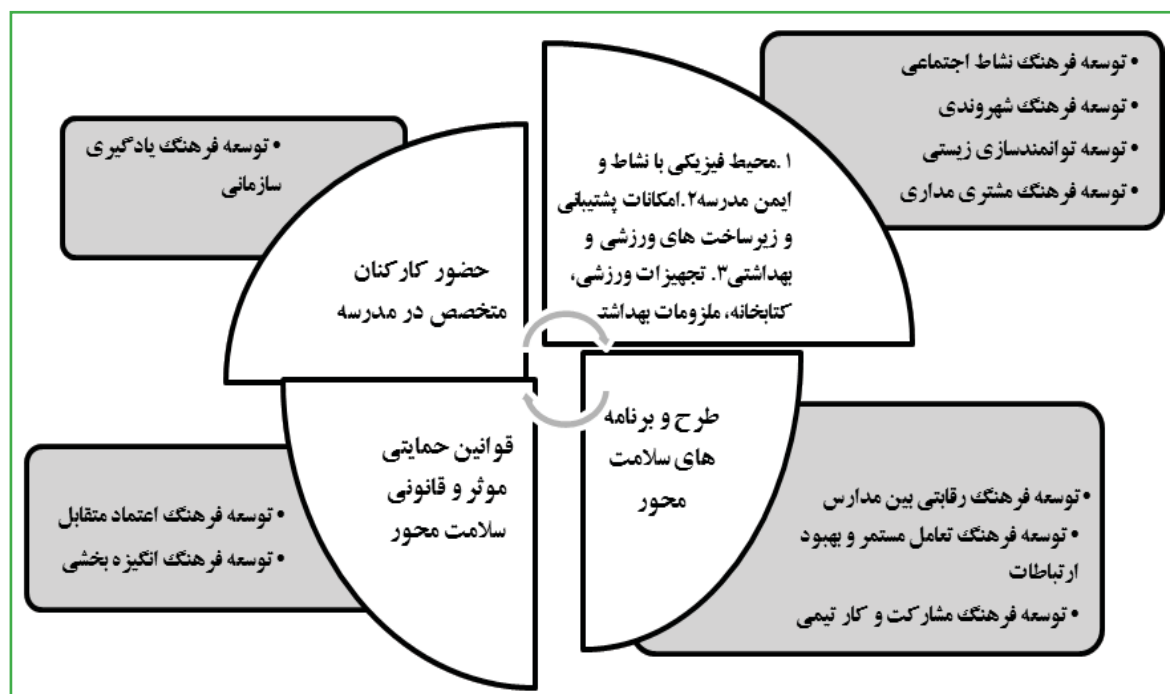 • توسعه فرهنگ نشاط اجتماعی
• توسعه فرهنگ شهروندی
• توسعه توانمندسازی زیستی
• توسعه فرهنگ مشتری مداری
۱.محیط فیزیکی با نشاط و
ایمن مدرسه۲.امکانات پشتیبانی
و زیرساخت های ورزشی و
بهداشتی۳. تجهیزات ورزشی،
کتابخانه، ملزومات بهداشت
• توسعه فرهنگ یادگیری
سازمانی
حضور کارکنان
متخصص در مدرسه
طرح و برنامه
های سلامت
محور
• توسعه فرهنگ رقابتی بین مدارس
• توسعه فرهنگ تعامل مستمر و بهبود
ارتباطات
• توسعه فرهنگ مشارکت و کار تیمی
قوانین حمایتی
موثر و قانونی
سلامت محور
• توسعه فرهنگ اعتماد متقابل
• توسعه فرهنگ انگیزه بخشی